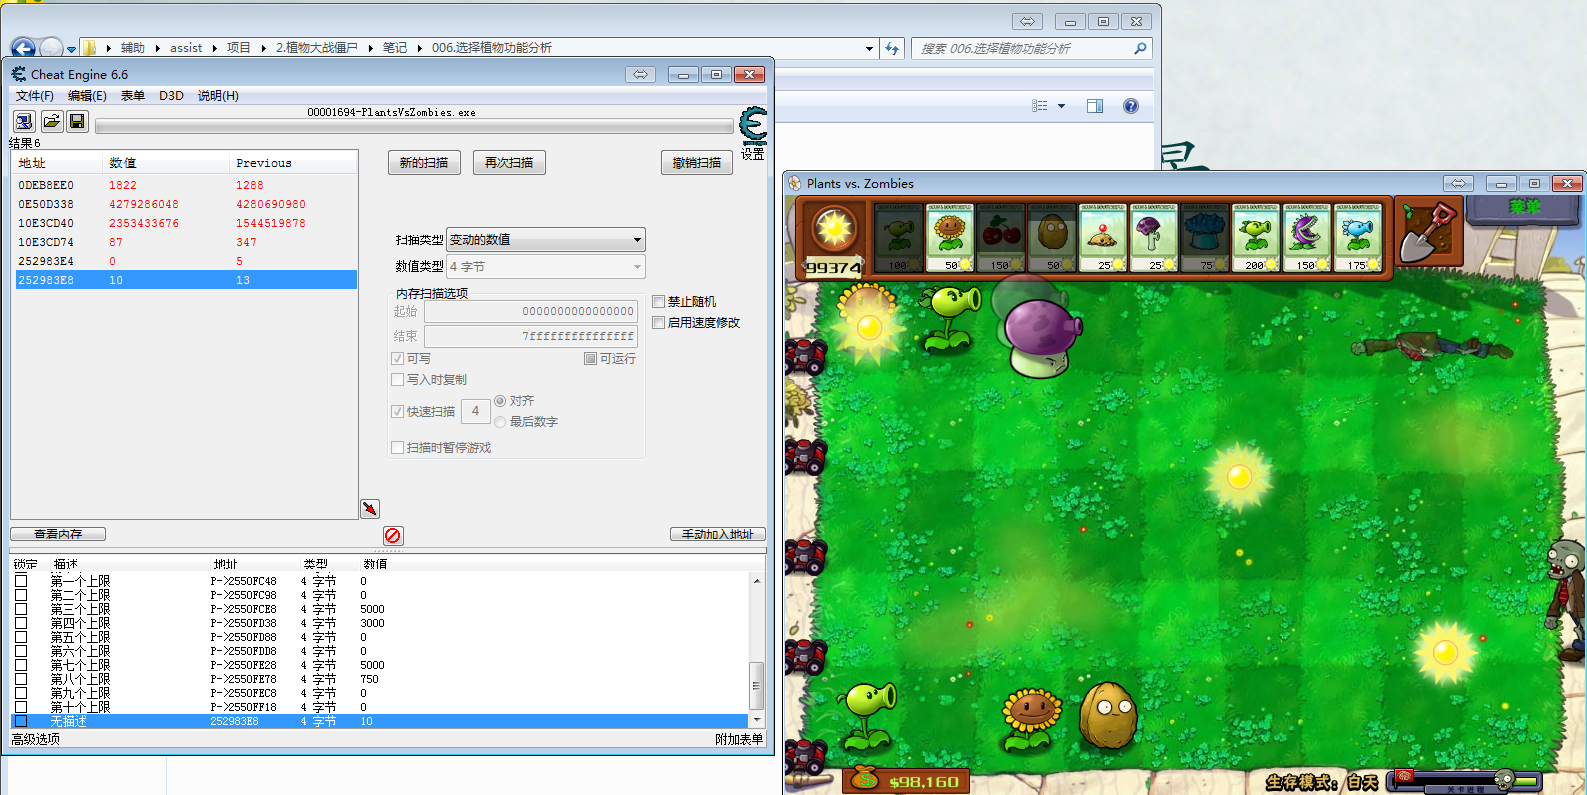 辅助 assist 项目 2.植物大战僵尸 笔记 006.选择植物功能分析
搜索 006.选择植物功能分析
Cheat Engine 6.6
文件(F) 编辑(E) 表单 D3D 说明(H)
00001694-PlantsVsZombies.exe
设置
结果6
地址 数值 Previous
0DEB8EE0 1822 1288
0E50D338 4279286048 4280690980
10E3CD40 2353433676 1544519878
10E3CD74 87 347
252983E4 0 5
252983E8 10 13
新的扫描 再次扫描 撤销扫描
扫描类型 变动的数值
数值类型 4 字节
内存扫描选项
起始 0000000000000000
结束 7fffffffffffffff
可写 可运行
写入时复制
快速扫描 4 对齐
最后数字
扫描时暂停游戏
禁止随机
启用速度修改
查看内存 手动加入地址
锁定 描述 地址 类型 数值
第一个上限 P->2550FC48 4 字节 0
第二个上限 P->2550FC98 4 字节 0
第三个上限 P->2550FCE8 4 字节 5000
第四个上限 P->2550FD38 4 字节 3000
第五个上限 P->2550FD88 4 字节 0
第六个上限 P->2550FDD8 4 字节 0
第七个上限 P->2550FE28 4 字节 5000
第八个上限 P->2550FE78 4 字节 750
第九个上限 P->2550FEC8 4 字节 0
第十个上限 P->2550FF18 4 字节 0
无描述 252983E8 4 字节 10
高级选项 附加表单
Plants vs. Zombies
菜单
99374
100 50 150 50 25 25 75 200 150 175
$98,160
生存模式: 白天
关卡进程